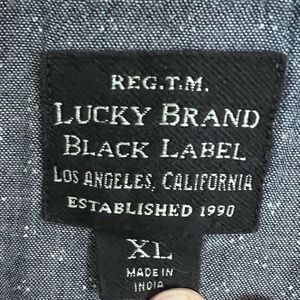 REG.T.M.
LUCKY BRAND
BLACK LABEL
LOS ANGELES, CALIFORNIA
ESTABLISHED 1990
XL
MADE IN
INDIA